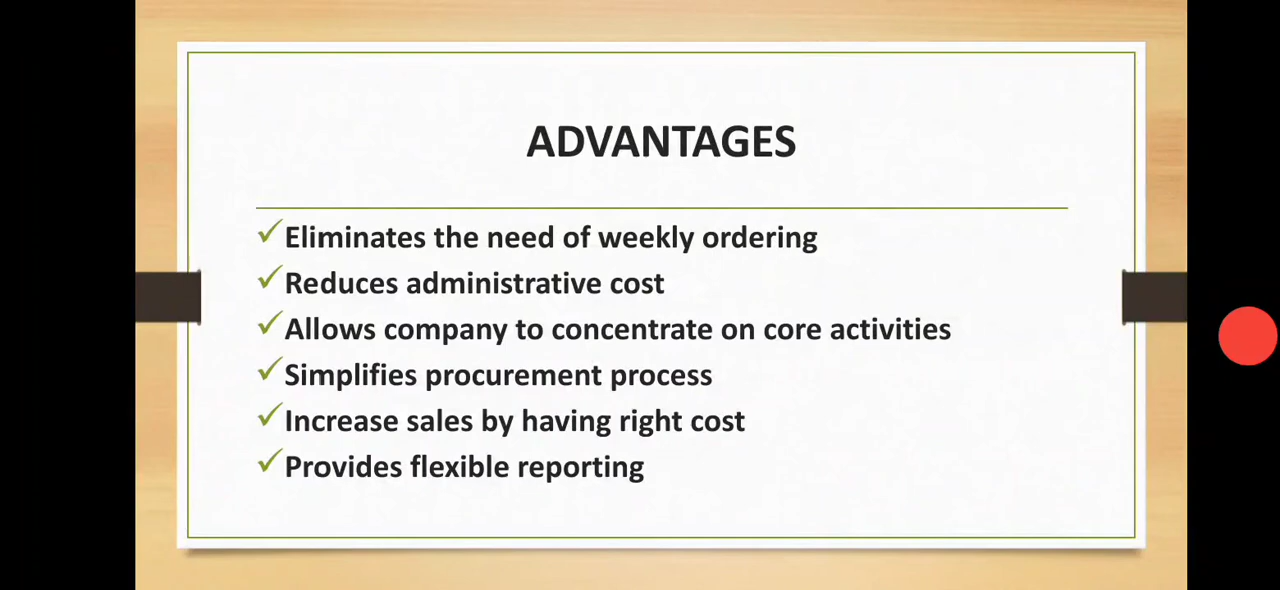 ADVANTAGES
✓Eliminates the need of weekly ordering
✓Reduces administrative cost
✓Allows company to concentrate on core activities
✓Simplifies procurement process
✓Increase sales by having right cost
✓Provides flexible reporting